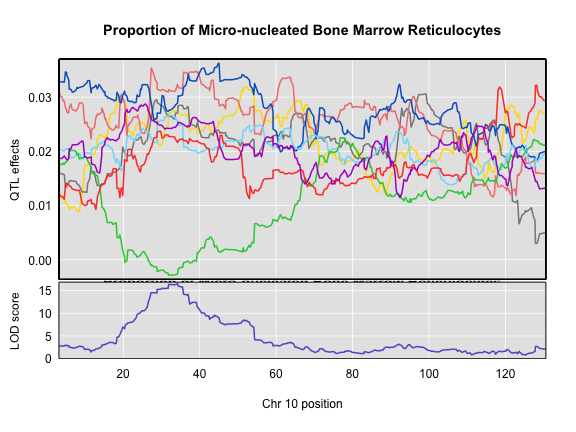 Proportion of Micro-nucleated Bone Marrow Reticulocytes
0.03
0.02
0.01
0.00
QTL effects
15
10
5
0
LOD score
20 40 60 80 100 120
Chr 10 position